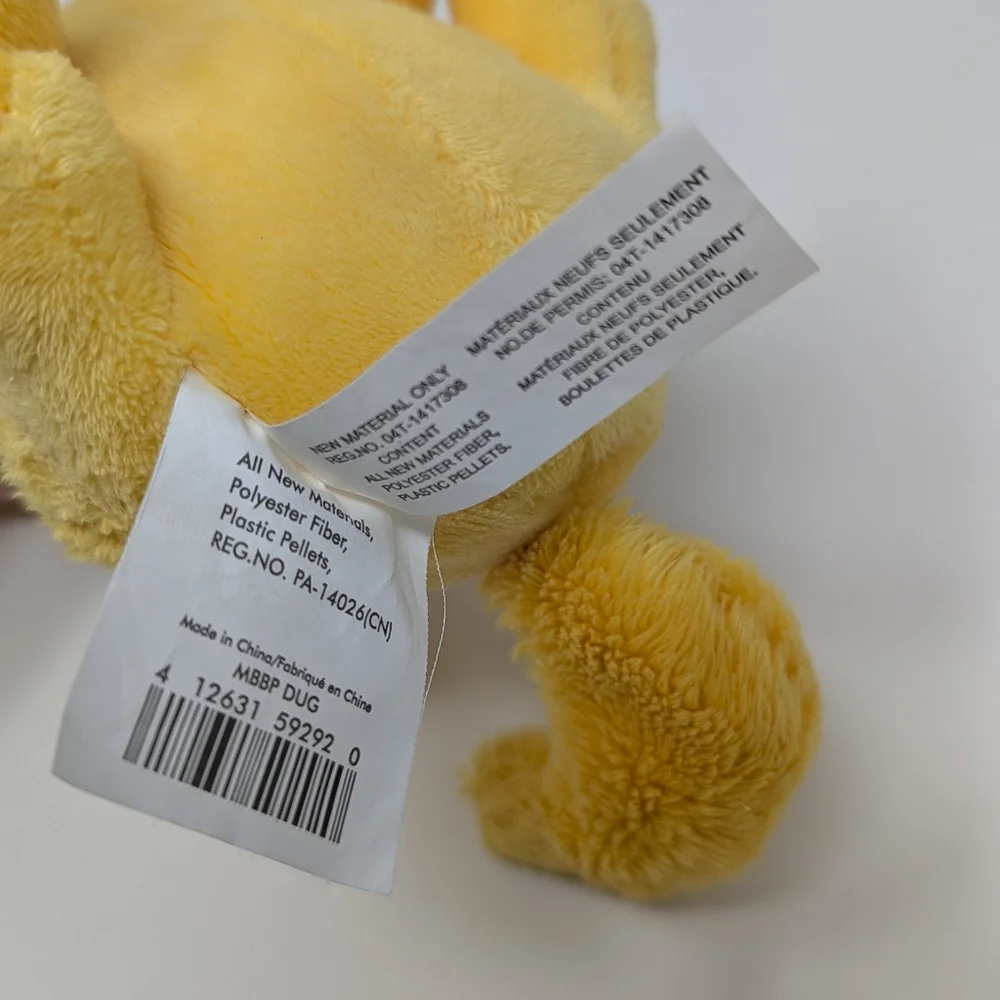 NEW MATERIAL ONLY
REG.NO. 04T-1417308
CONTENT
ALL NEW MATERIALS
POLYESTER FIBER,
PLASTIC PELLETS.
MATÉRIAUX NEUFS SEULEMENT
NO.DE PERMIS: 04T-1417308
CONTENU
MATÉRIAUX NEUFS SEULEMENT
FIBRE DE POLYESTER,
BOULETTES DE PLASTIQUE.
All New Materials,
Polyester Fiber,
Plastic Pellets,
REG.NO. PA-14026(CN)
Made in China/Fabriqué en Chine
MBBP DUG
4 12631 59292 0